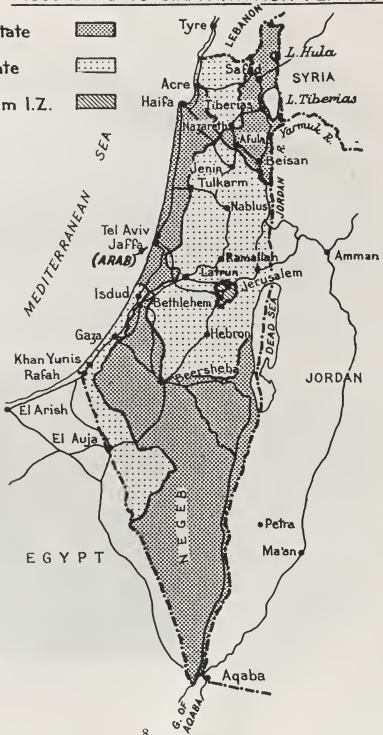 Tyre
LEBANON
tate
L. Hula
Safad
SYRIA
te
Acre
Haifa
Tiberias
L. Tiberias
m I.Z.
Nazareth
Afula
Yarmuk R.
Beisan
SEA
Jenin
Tulkarm
JORDAN R.
Nablus
MEDITERRANEAN
Tel Aviv
Jaffa
(ARAB)
Ramallah
Amman
Latrun
Jerusalem
Isdud
Bethlehem
Gaza
Hebron
DEAD SEA
Khan Yunis
Rafah
Beersheba
JORDAN
El Arish
El Auja
NEGEB
Petra
EGYPT
Ma'an
Aqaba
G. OF
AQABA
8